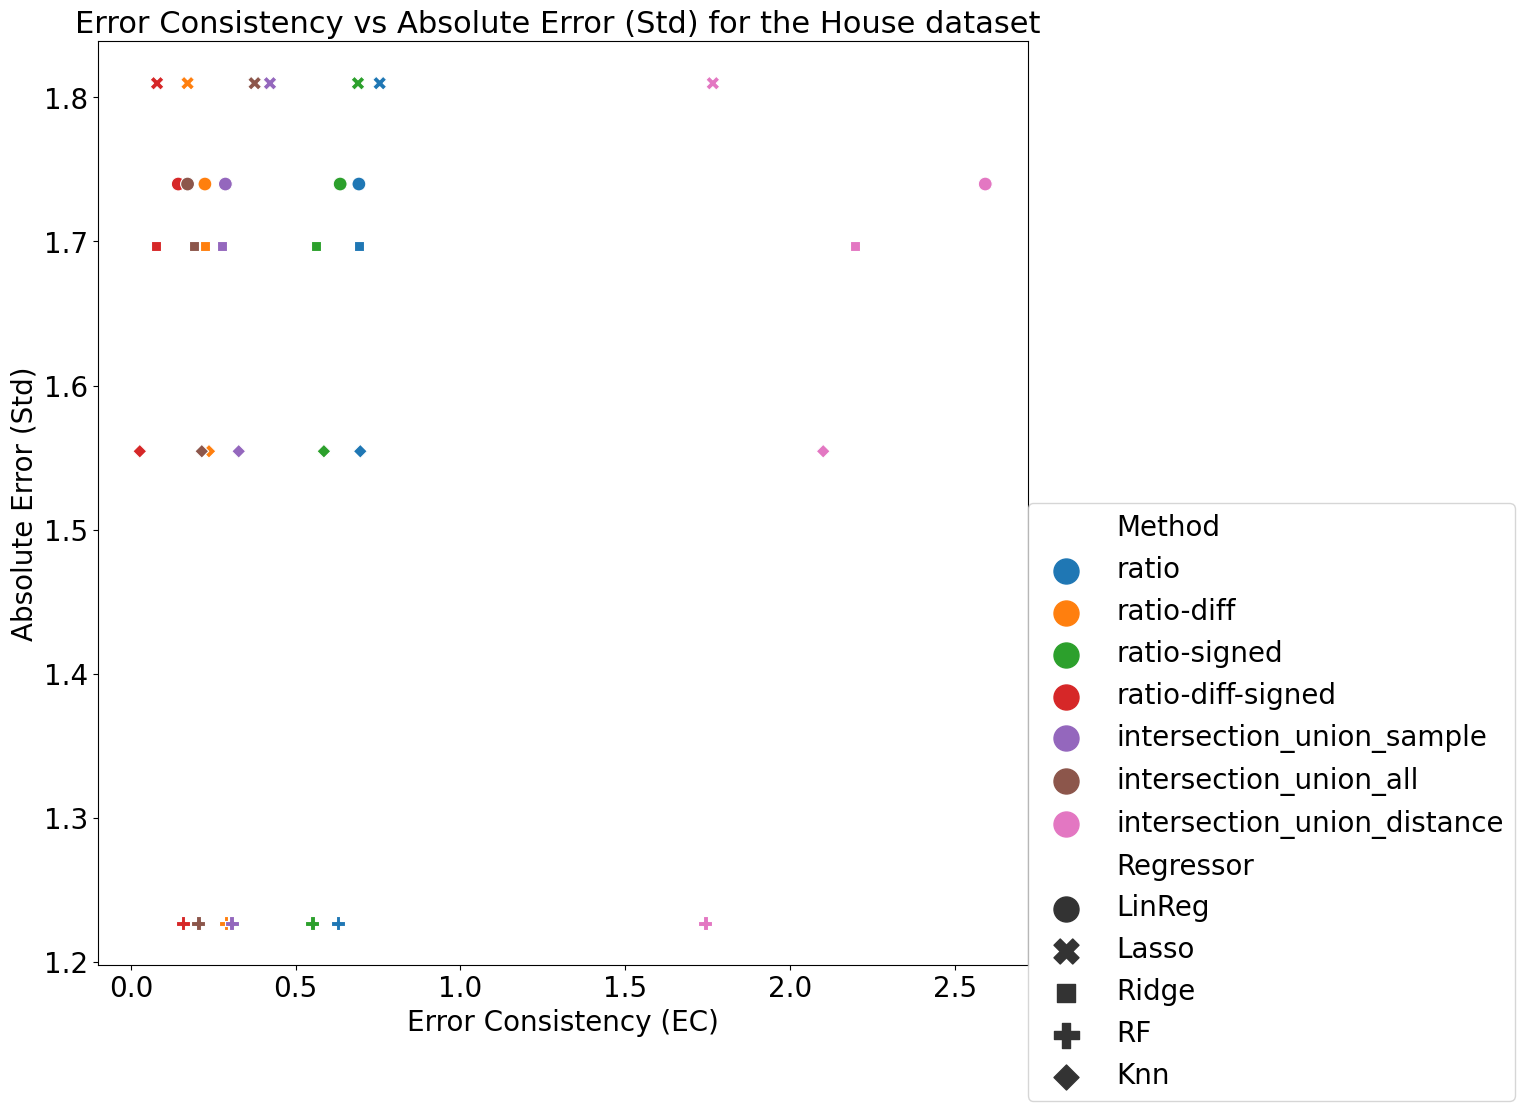 Error Consistency vs Absolute Error (Std) for the House dataset
Absolute Error (Std)
1.8
1.7
1.6
1.5
1.4
1.3
1.2
0.0 0.5 1.0 1.5 2.0 2.5
Error Consistency (EC)
Method
ratio
ratio-diff
ratio-signed
ratio-diff-signed
intersection_union_sample
intersection_union_all
intersection_union_distance
Regressor
LinReg
Lasso
Ridge
RF
Knn